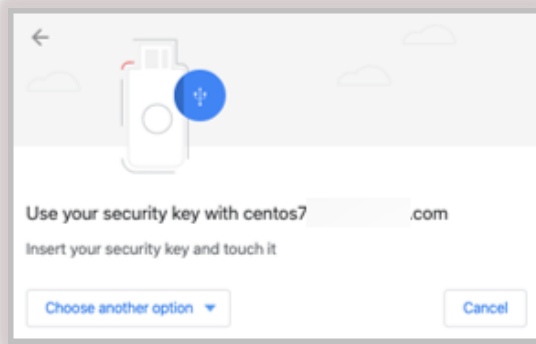 Use your security key with centos7 .com
Insert your security key and touch it
Choose another option
Cancel